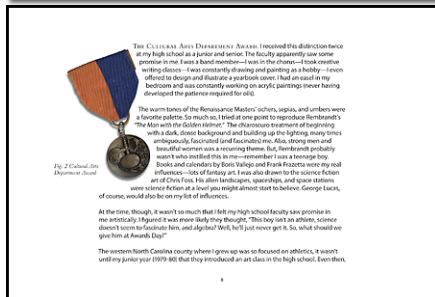 THE CULTURAL ARTS DEPARTMENT AWARD. I received this distinction twice
at my high school as a junior and senior. The faculty apparently saw some
promise in me. I was a band member—I was in the chorus—I took creative
writing classes—I was constantly drawing and painting as a hobby—I even
offered to design and illustrate a yearbook cover. I had an easel in my
bedroom and was constantly working on acrylic paintings (never having
developed the patience required for oils).
The warm tones of the Renaissance Masters' ochers, sepias, and umbers were
a favorite palette. So much so, I tried at one point to reproduce Rembrandt's
"The Man with the Golden Helmet." The chiaroscuro treatment of beginning
with a dark, dense background and building up the lighting, many times
ambiguously, fascinated (and fascinates) me. Also, strong men and
beautiful women was a recurring theme. But, Rembrandt probably
wasn't who instilled this in me—remember I was a teenage boy.
Books and calendars by Boris Vallejo and Frank Frazetta were my real
influences—lots of fantasy art. I was also drawn to the science fiction
art of Chris Foss. His alien landscapes, spaceships, and space stations
were science fiction at a level you might almost start to believe. George Lucas,
of course, would also be on my list of influences.
Fig. 2 Cultural Arts
Department Award
At the time, though, it wasn't so much that I felt my high school faculty saw promise in
me artistically. I figured it was more likely they thought, "This boy isn't an athlete, science
doesn't seem to fascinate him, and algebra? Well, he'll just never get it. So, what should we
give him at Awards Day?"
The western North Carolina county where I grew up was so focused on athletics, it wasn't
until my junior year (1979-80) that they introduced an art class in the high school. Even then,